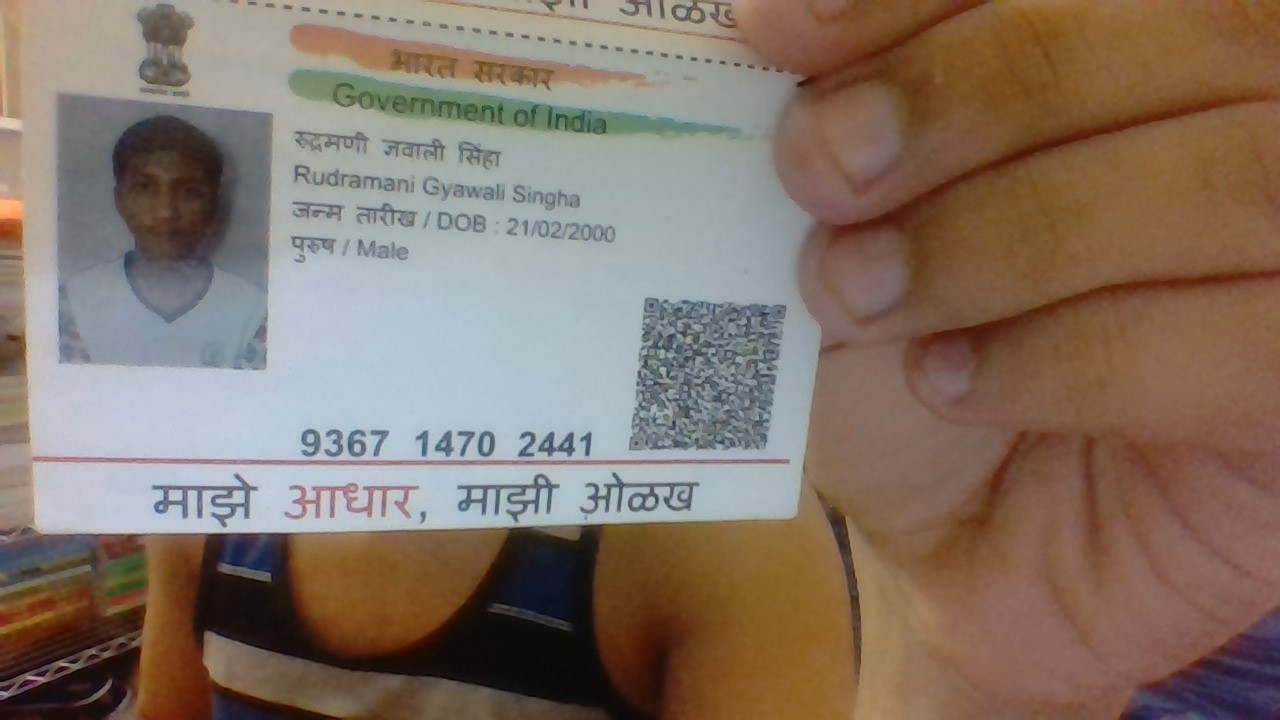 माझी ओळख
भारत सरकार
Government of India
रुद्रमणी ज्ञवाली सिंहा
Rudramani Gyawali Singha
जन्म तारीख / DOB : 21/02/2000
पुरुष / Male
9367 1470 2441
माझे आधार, माझी ओळख